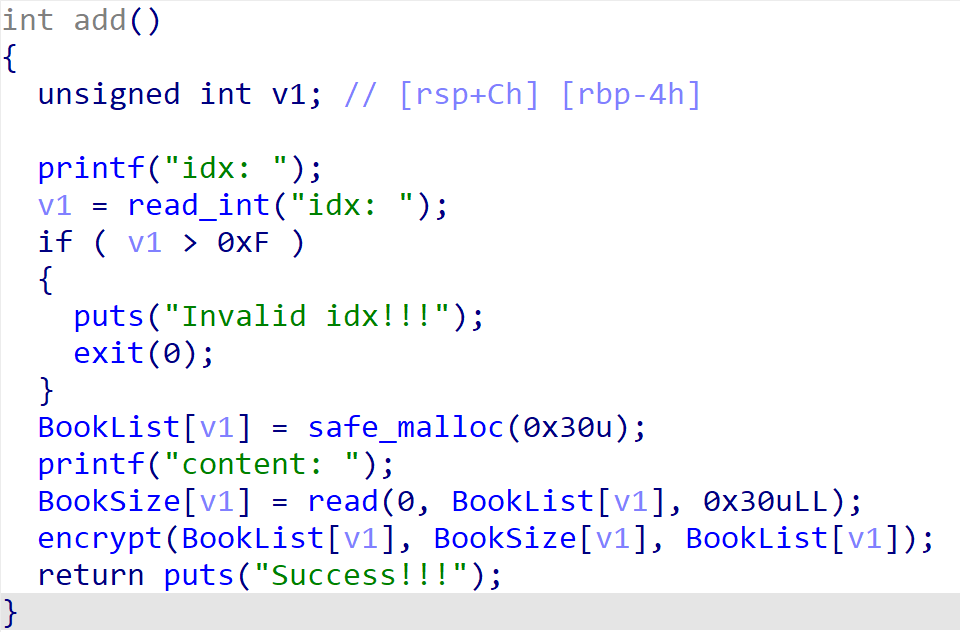 int add()
{
  unsigned int v1; // [rsp+Ch] [rbp-4h]

  printf("idx: ");
  v1 = read_int("idx: ");
  if ( v1 > 0xF )
  {
    puts("Invalid idx!!!");
    exit(0);
  }
  BookList[v1] = safe_malloc(0x30u);
  printf("content: ");
  BookSize[v1] = read(0, BookList[v1], 0x30uLL);
  encrypt(BookList[v1], BookSize[v1], BookList[v1]);
  return puts("Success!!!");
}